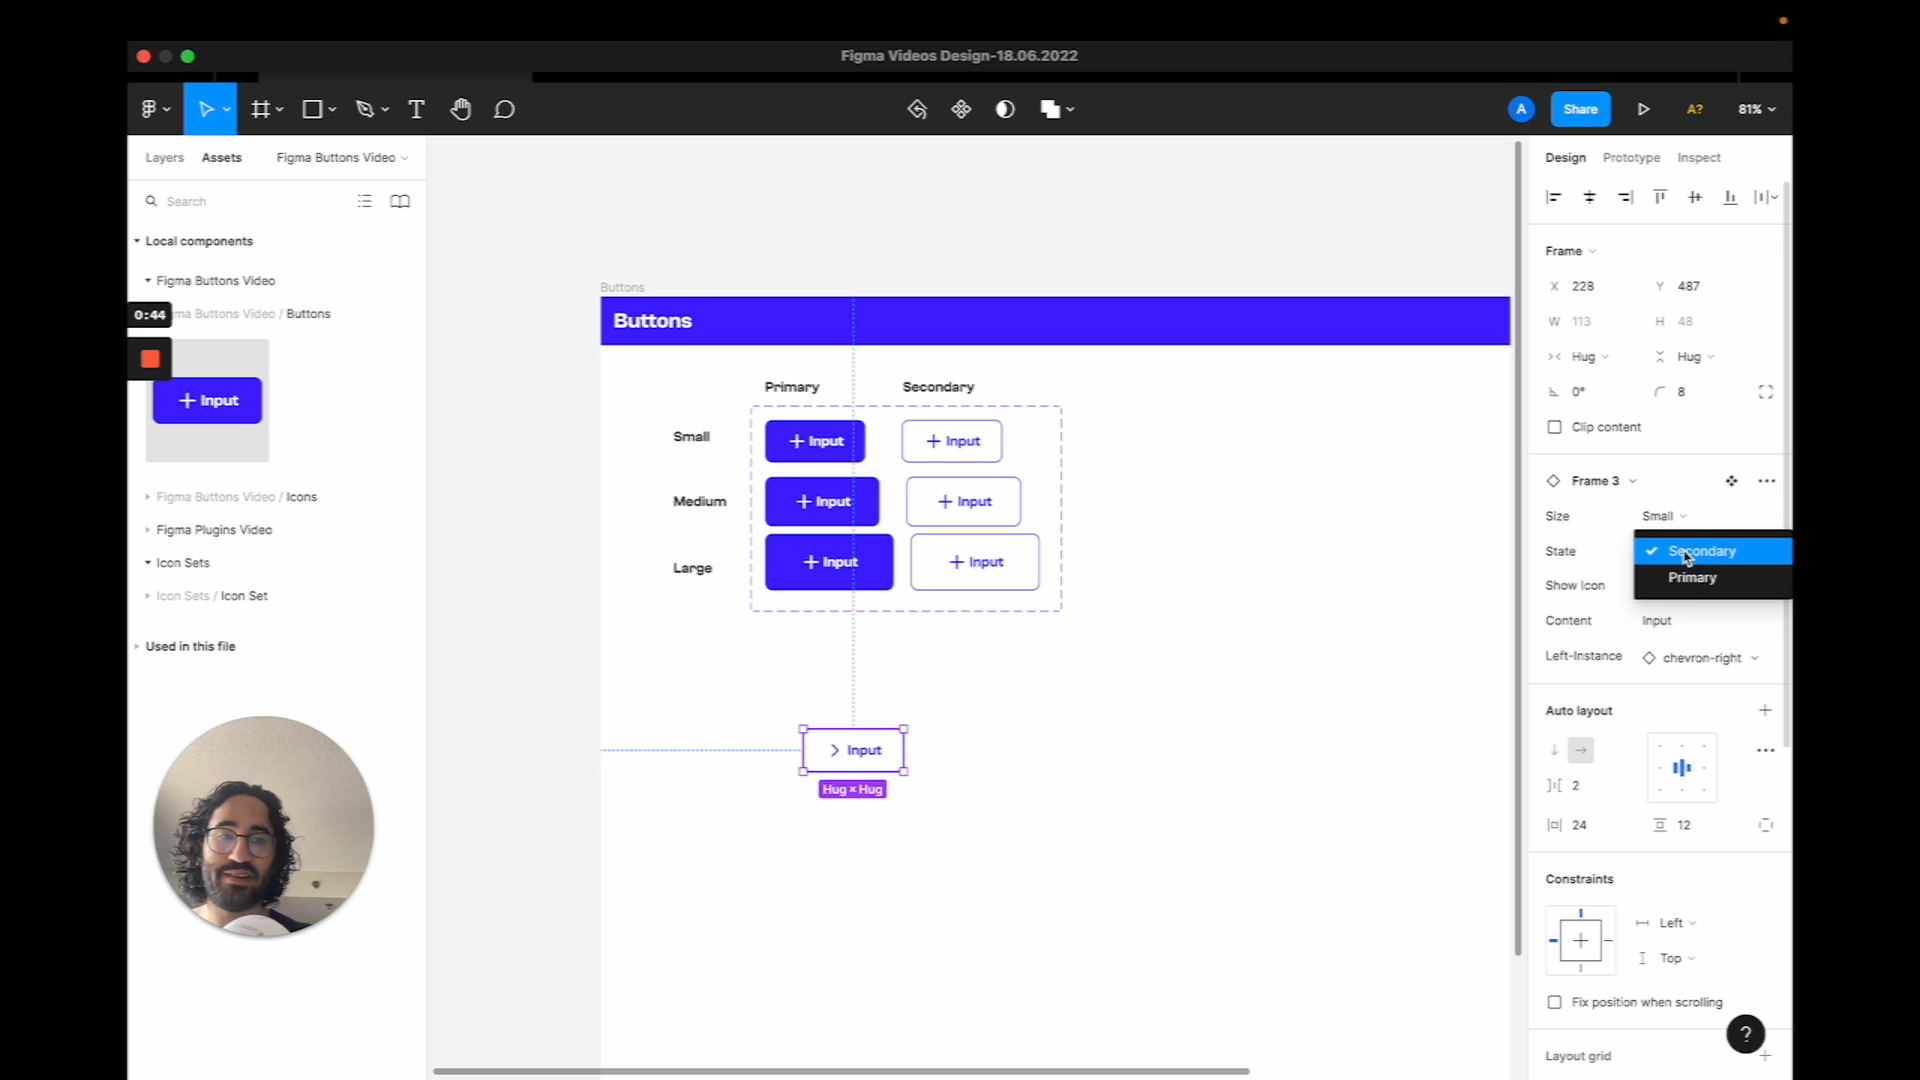 Figma Videos Design-18.06.2022
A
Share
A?
81%
Layers
Assets
Figma Buttons Video
Search
Local components
Figma Buttons Video
0:44
ma Buttons Video / Buttons
Input
Figma Buttons Video / Icons
Figma Plugins Video
Icon Sets
Icon Sets / Icon Set
Used in this file
Buttons
Buttons
Primary
Secondary
Small
Input
Input
Medium
Input
Input
Large
Input
Input
Input
Hug × Hug
Design
Prototype
Inspect
Frame
X 228
Y 487
W 113
H 48
Hug
Hug
0°
8
Clip content
Frame 3
Size
Small
State
Secondary
Primary
Show Icon
Content
Input
Left-Instance
chevron-right
Auto layout
2
24
12
Constraints
Left
Top
Fix position when scrolling
?
Layout grid